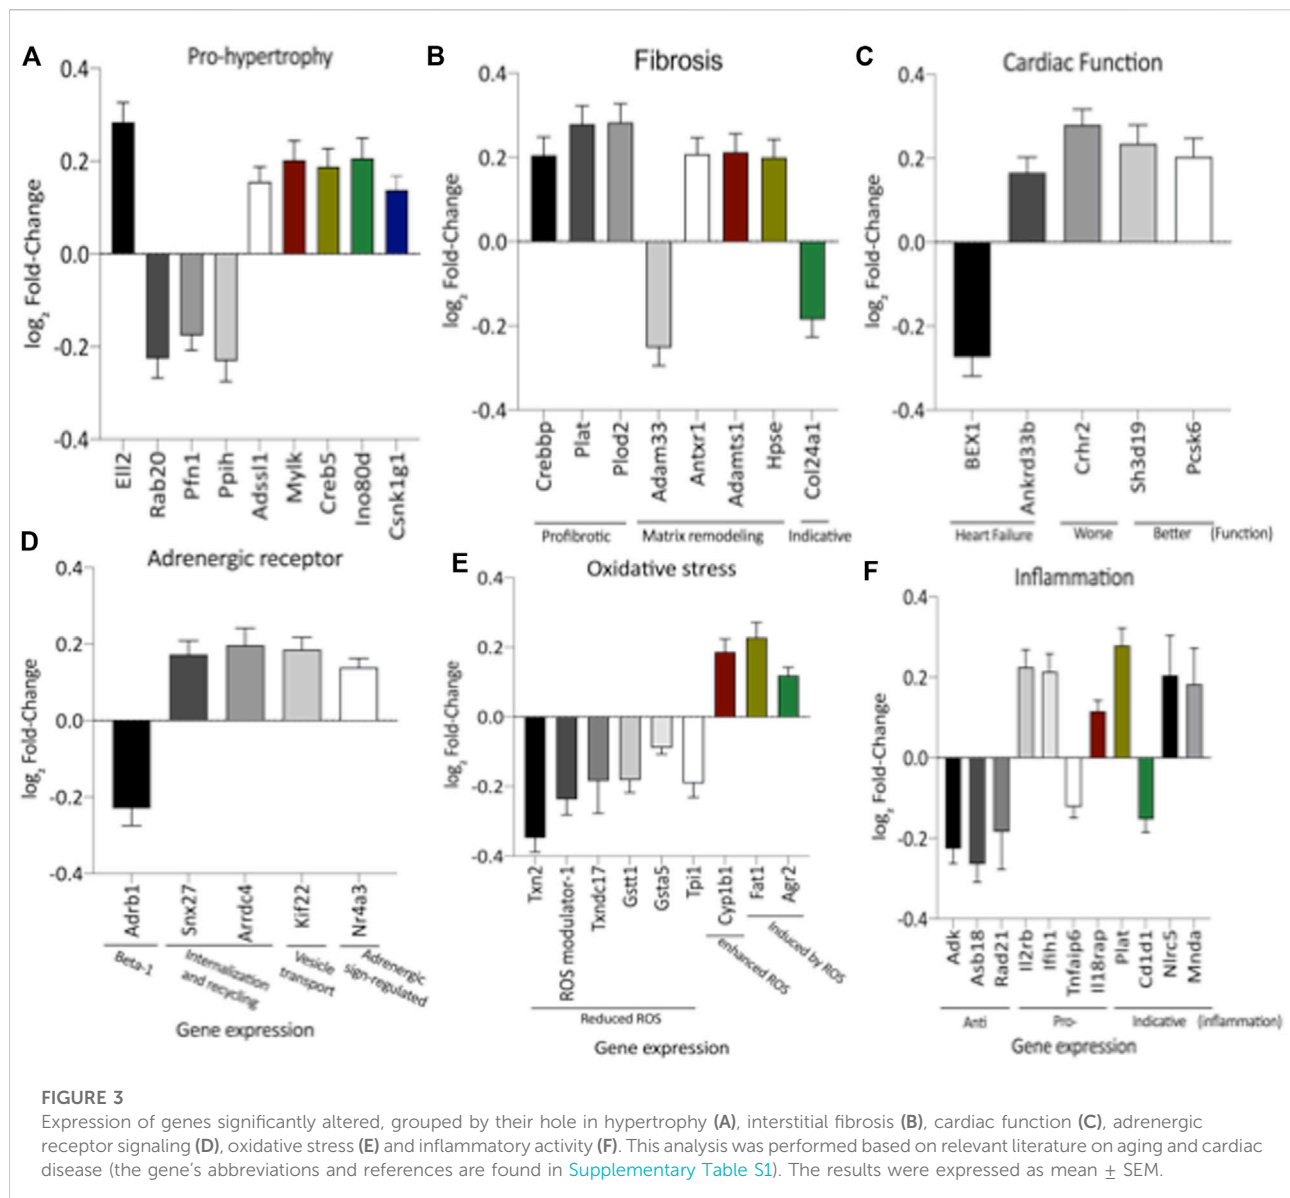 A
Pro-hypertrophy
log₂ Fold-Change
0.4
0.2
0.0
-0.2
-0.4
Ell2
Rab20
Pfn1
Ppih
Adssl1
Mylk
Creb5
Ino80d
Csnk1g1
B
Fibrosis
log₂ Fold-Change
0.4
0.2
0.0
-0.2
-0.4
Crebbp
Plat
Plod2
Adam33
Antxr1
Adamts1
Hpse
Col24a1
Profibrotic
Matrix remodeling
Indicative
C
Cardiac Function
log₂ Fold-Change
0.4
0.2
0.0
-0.2
-0.4
BEX1
Ankrd33b
Crhr2
Sh3d19
Pcsk6
Heart Failure
Worse
Better
(Function)
D
Adrenergic receptor
log₂ Fold-Change
0.4
0.2
0.0
-0.2
-0.4
Adrb1
Snx27
Arrdc4
Kif22
Nr4a3
Beta-1
Internalization
and recycling
Vesicle
transport
Adrenergic
sign-regulated
Gene expression
E
Oxidative stress
log₂ Fold-Change
0.4
0.2
0.0
-0.2
-0.4
Txn2
ROS modulator-1
Txndc17
Gstt1
Gsta5
Tpi1
Cyp1b1
Fat1
Agr2
Reduced ROS
enhanced ROS
Induced by ROS
Gene expression
F
Inflammation
log₂ Fold-Change
0.4
0.2
0.0
-0.2
-0.4
Adk
Asb18
Rad21
Il2rb
Ifih1
Tnfaip6
Il18rap
Plat
Cd1d1
Nlrc5
Mnda
Anti
Pro-
Indicative
(inflammation)
Gene expression
FIGURE 3
Expression of genes significantly altered, grouped by their hole in hypertrophy (A), interstitial fibrosis (B), cardiac function (C), adrenergic
receptor signaling (D), oxidative stress (E) and inflammatory activity (F). This analysis was performed based on relevant literature on aging and cardiac
disease (the gene's abbreviations and references are found in Supplementary Table S1). The results were expressed as mean ± SEM.